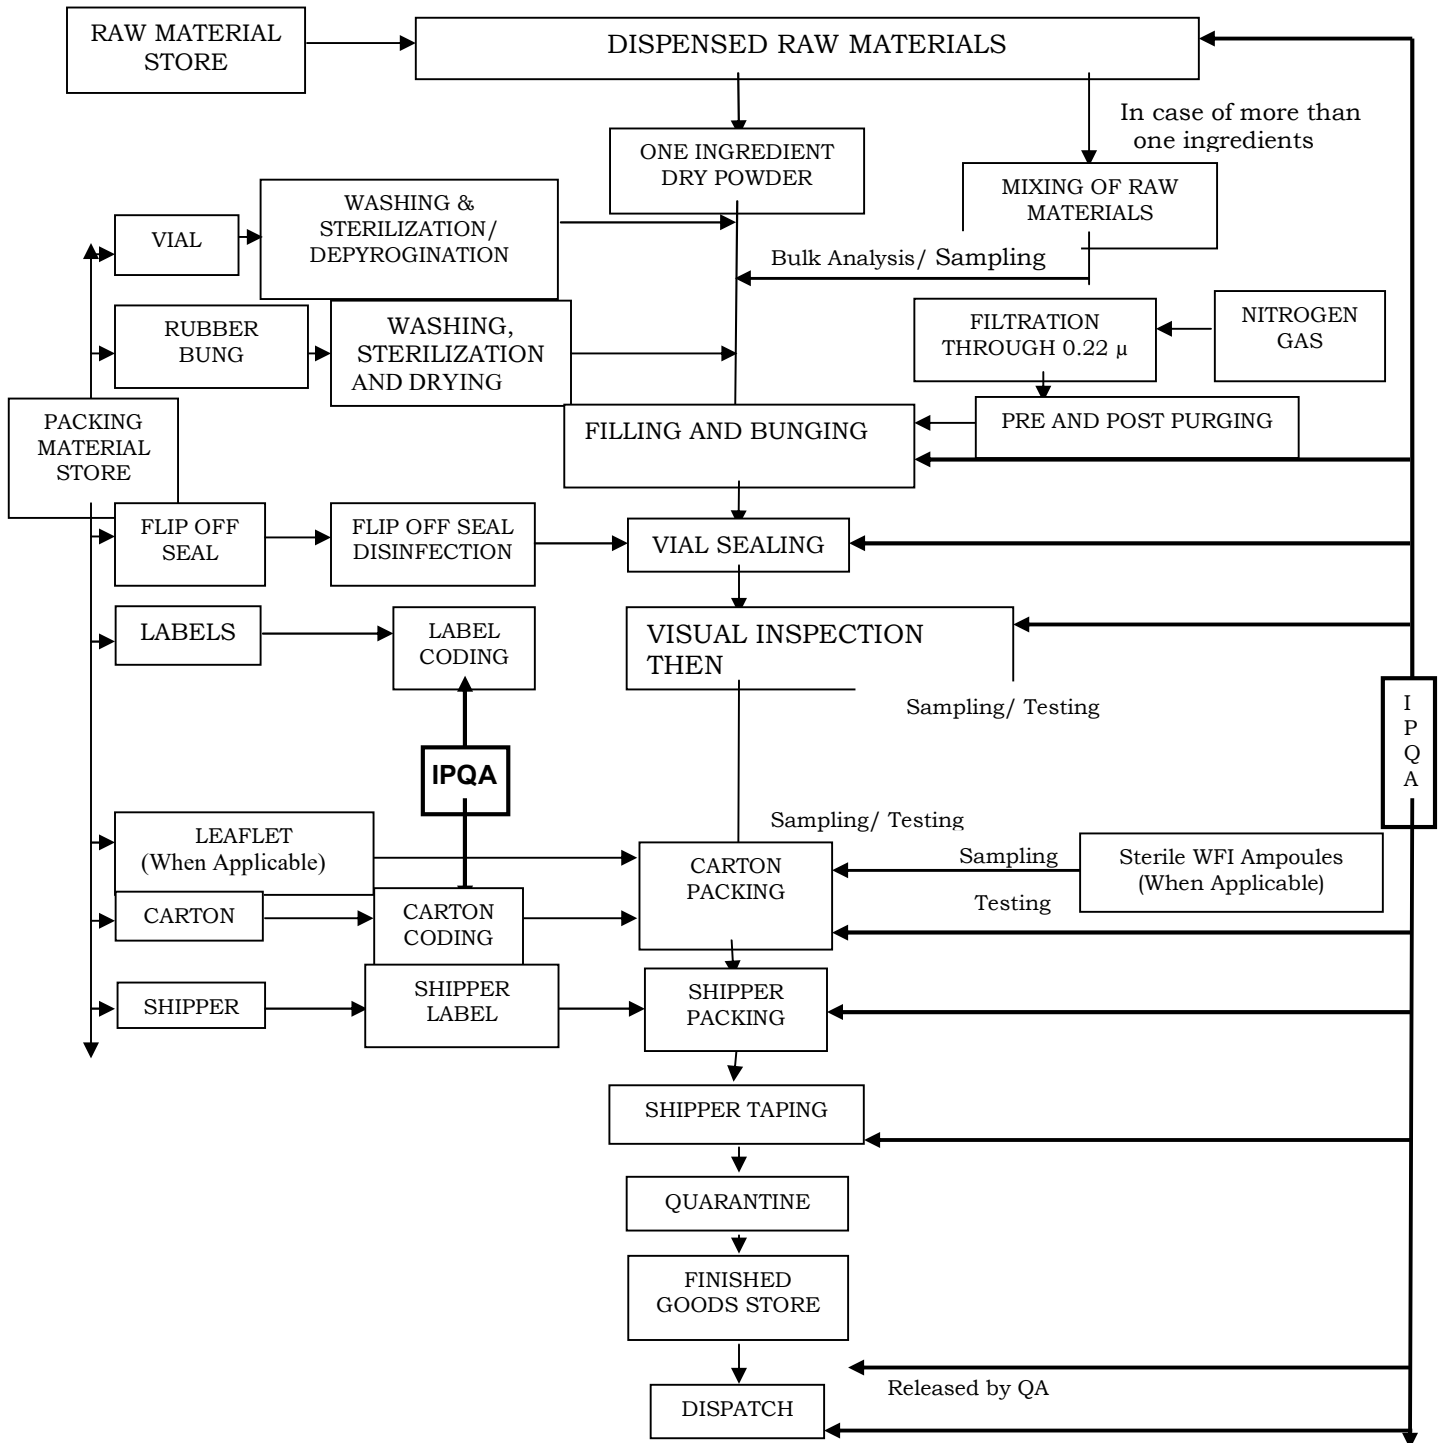 RAW MATERIAL
STORE
DISPENSED RAW MATERIALS
In case of more than
one ingredients
ONE INGREDIENT
DRY POWDER
MIXING OF RAW
MATERIALS
WASHING &
STERILIZATION/
DEPYROGINATION
VIAL
Bulk Analysis/ Sampling
RUBBER
BUNG
WASHING,
STERILIZATION
AND DRYING
FILTRATION
THROUGH 0.22 µ
NITROGEN
GAS
PACKING
MATERIAL
STORE
FILLING AND BUNGING
PRE AND POST PURGING
FLIP OFF
SEAL
FLIP OFF SEAL
DISINFECTION
VIAL SEALING
LABELS
LABEL
CODING
VISUAL INSPECTION
THEN
Sampling/ Testing
I
P
Q
A
IPQA
Sampling/ Testing
LEAFLET
(When Applicable)
CARTON
PACKING
Sampling
Testing
Sterile WFI Ampoules
(When Applicable)
CARTON
CARTON
CODING
SHIPPER
SHIPPER
LABEL
SHIPPER
PACKING
SHIPPER TAPING
QUARANTINE
FINISHED
GOODS STORE
Released by QA
DISPATCH